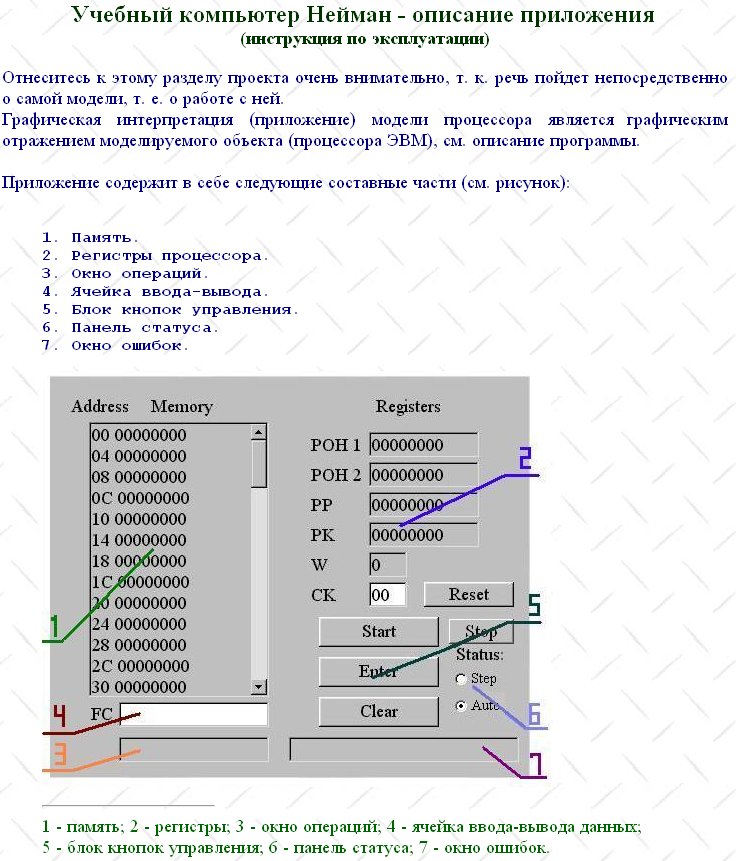 Учебный компьютер Нейман - описание приложения
(инструкция по эксплуатации)
Отнеситесь к этому разделу проекта очень внимательно, т. к. речь пойдет непосредственно
о самой модели, т. е. о работе с ней.
Графическая интерпретация (приложение) модели процессора является графическим
отражением моделируемого объекта (процессора ЭВМ), см. описание программы.
Приложение содержит в себе следующие составные части (см. рисунок):
1. Память.
2. Регистры процессора.
3. Окно операций.
4. Ячейка ввода-вывода.
5. Блок кнопок управления.
6. Панель статуса.
7. Окно ошибок.
Address Memory Registers
00 00000000
04 00000000
08 00000000
0C 00000000
10 00000000
14 00000000
18 00000000
1C 00000000
20 00000000
24 00000000
28 00000000
2C 00000000
30 00000000
РОН 1 00000000
РОН 2 00000000
РР 00000000
РК 00000000
W 0
СК 00 Reset
Start Stop
Enter
Clear
Status:
Step
Auto
FC
1
2
3
4
5
6
7
1 - память; 2 - регистры; 3 - окно операций; 4 - ячейка ввода-вывода данных;
5 - блок кнопок управления; 6 - панель статуса; 7 - окно ошибок.